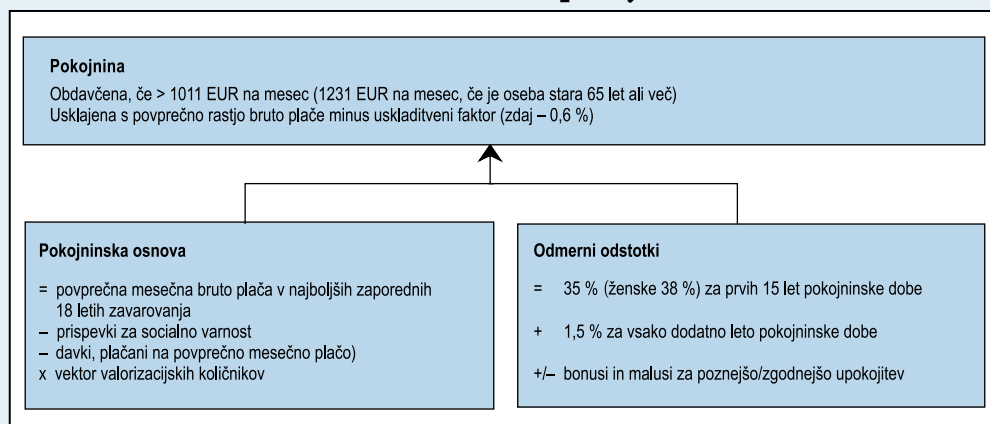 Pokojnina
Obdavčena, če > 1011 EUR na mesec (1231 EUR na mesec, če je oseba stara 65 let ali več)
Usklajena s povprečno rastjo bruto plače minus uskladitveni faktor (zdaj – 0,6 %)
Pokojninska osnova
= povprečna mesečna bruto plača v najboljših zaporednih
18 letih zavarovanja
– prispevki za socialno varnost
– davki, plačani na povprečno mesečno plačo)
x vektor valorizacijskih količnikov
Odmerni odstotki
= 35 % (ženske 38 %) za prvih 15 let pokojninske dobe
+ 1,5 % za vsako dodatno leto pokojninske dobe
+/– bonusi in malusi za poznejšo/zgodnejšo upokojitev